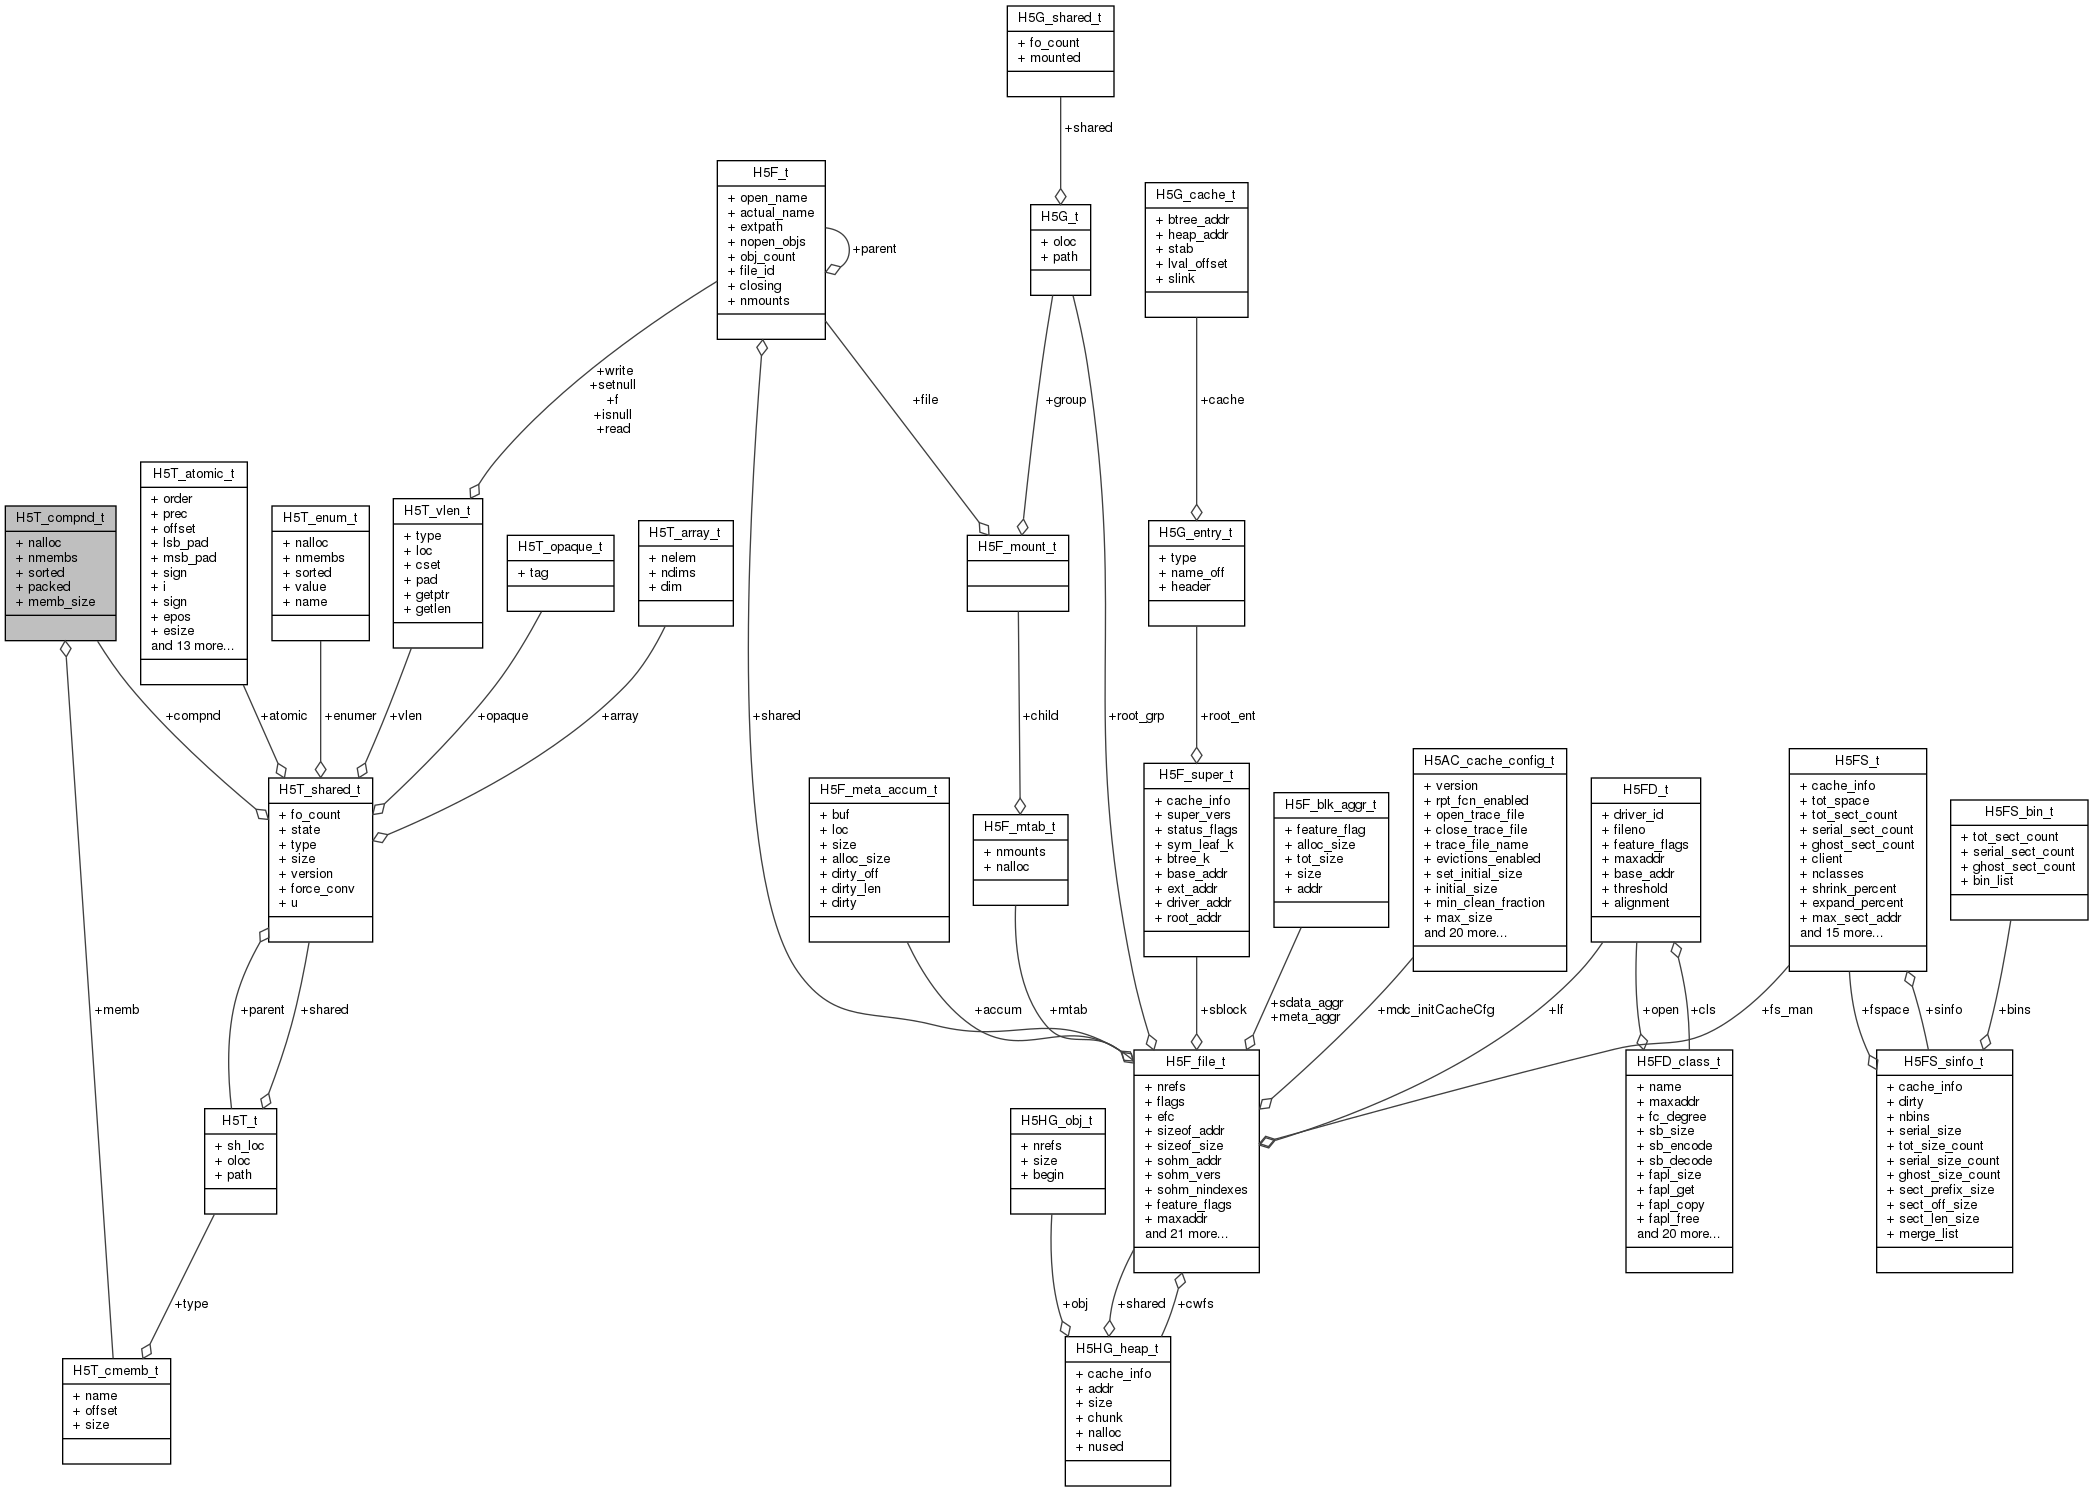 H5G_shared_t
+ fo_count
+ mounted
+shared
H5F_t
+ open_name
+ actual_name
+ extpath
+ nopen_objs
+ obj_count
+ file_id
+ closing
+ nmounts
+parent
H5G_t
+ oloc
+ path
H5G_cache_t
+ btree_addr
+ heap_addr
+ stab
+ lval_offset
+ slink
+write
+setnull
+f
+isnull
+read
+file
+group
+cache
H5T_compnd_t
+ nalloc
+ nmembs
+ sorted
+ packed
+ memb_size
H5T_atomic_t
+ order
+ prec
+ offset
+ lsb_pad
+ msb_pad
+ sign
+ i
+ sign
+ epos
+ esize
and 13 more...
H5T_enum_t
+ nalloc
+ nmembs
+ sorted
+ value
+ name
H5T_vlen_t
+ type
+ loc
+ cset
+ pad
+ getptr
+ getlen
H5T_opaque_t
+ tag
H5T_array_t
+ nelem
+ ndims
+ dim
H5F_mount_t
H5G_entry_t
+ type
+ name_off
+ header
+compnd
+atomic
+enumer
+vlen
+opaque
+array
+shared
+child
+root_grp
+root_ent
H5T_shared_t
+ fo_count
+ state
+ type
+ size
+ version
+ force_conv
+ u
H5F_meta_accum_t
+ buf
+ loc
+ size
+ alloc_size
+ dirty_off
+ dirty_len
+ dirty
H5F_mtab_t
+ nmounts
+ nalloc
H5F_super_t
+ cache_info
+ super_vers
+ status_flags
+ sym_leaf_k
+ btree_k
+ base_addr
+ ext_addr
+ driver_addr
+ root_addr
H5F_blk_aggr_t
+ feature_flag
+ alloc_size
+ tot_size
+ size
+ addr
H5AC_cache_config_t
+ version
+ rpt_fcn_enabled
+ open_trace_file
+ close_trace_file
+ trace_file_name
+ evictions_enabled
+ set_initial_size
+ initial_size
+ min_clean_fraction
+ max_size
and 20 more...
H5FD_t
+ driver_id
+ fileno
+ feature_flags
+ maxaddr
+ base_addr
+ threshold
+ alignment
H5FS_t
+ cache_info
+ tot_space
+ tot_sect_count
+ serial_sect_count
+ ghost_sect_count
+ client
+ nclasses
+ shrink_percent
+ expand_percent
+ max_sect_addr
and 15 more...
H5FS_bin_t
+ tot_sect_count
+ serial_sect_count
+ ghost_sect_count
+ bin_list
+memb
+parent
+shared
+accum
+mtab
+sblock
+sdata_aggr
+meta_aggr
+mdc_initCacheCfg
+lf
+open
+cls
+fs_man
+fspace
+sinfo
+bins
H5T_t
+ sh_loc
+ oloc
+ path
H5HG_obj_t
+ nrefs
+ size
+ begin
H5F_file_t
+ nrefs
+ flags
+ efc
+ sizeof_addr
+ sizeof_size
+ sohm_addr
+ sohm_vers
+ sohm_nindexes
+ feature_flags
+ maxaddr
and 21 more...
H5FD_class_t
+ name
+ maxaddr
+ fc_degree
+ sb_size
+ sb_encode
+ sb_decode
+ fapl_size
+ fapl_get
+ fapl_copy
+ fapl_free
and 20 more...
H5FS_sinfo_t
+ cache_info
+ dirty
+ nbins
+ serial_size
+ tot_size_count
+ serial_size_count
+ ghost_size_count
+ sect_prefix_size
+ sect_off_size
+ sect_len_size
+ merge_list
+type
+obj
+shared
+cwfs
H5T_cmemb_t
+ name
+ offset
+ size
H5HG_heap_t
+ cache_info
+ addr
+ size
+ chunk
+ nalloc
+ nused